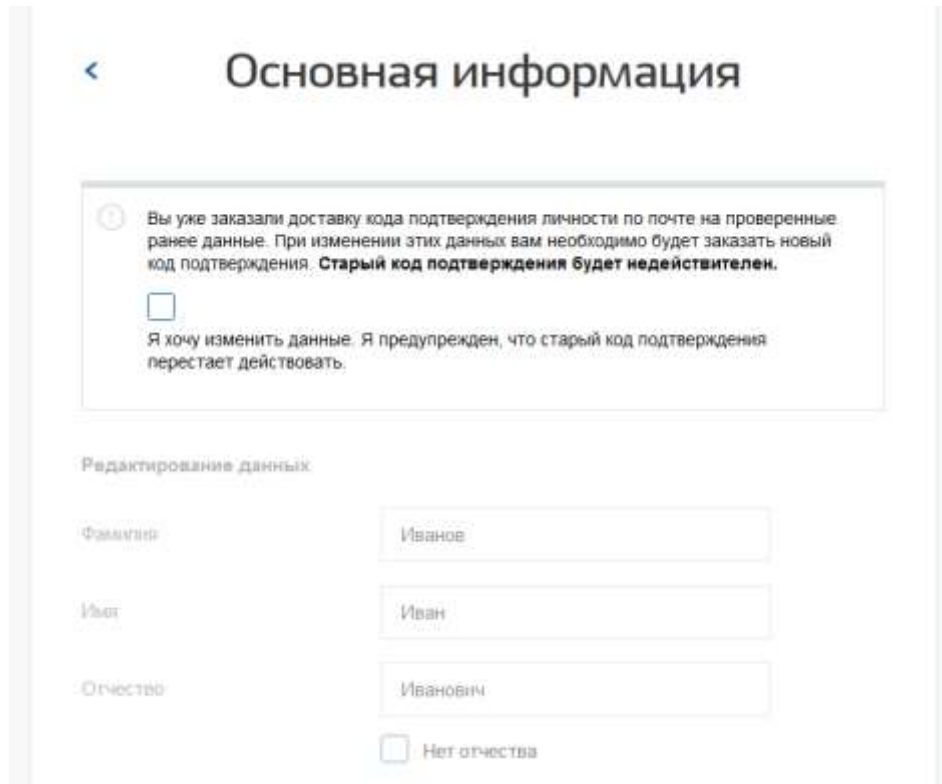 Основная информация
Вы уже заказали доставку кода подтверждения личности по почте на проверенные
ранее данные. При изменении этих данных вам необходимо будет заказать новый
код подтверждения. Старый код подтверждения будет недействителен.
Я хочу изменить данные. Я предупрежден, что старый код подтверждения
перестает действовать.
Редактирование данных
Фамилия
Иванов
Имя
Иван
Отчество
Иванович
Нет отчества